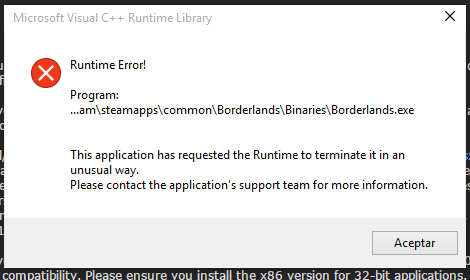 Microsoft Visual C++ Runtime Library
Runtime Error!
Program:
...am\steamapps\common\Borderlands\Binaries\Borderlands.exe
This application has requested the Runtime to terminate it in an
unusual way.
Please contact the application's support team for more information.
Aceptar
compatibility. Please ensure you install the x86 version for 32-bit applications.